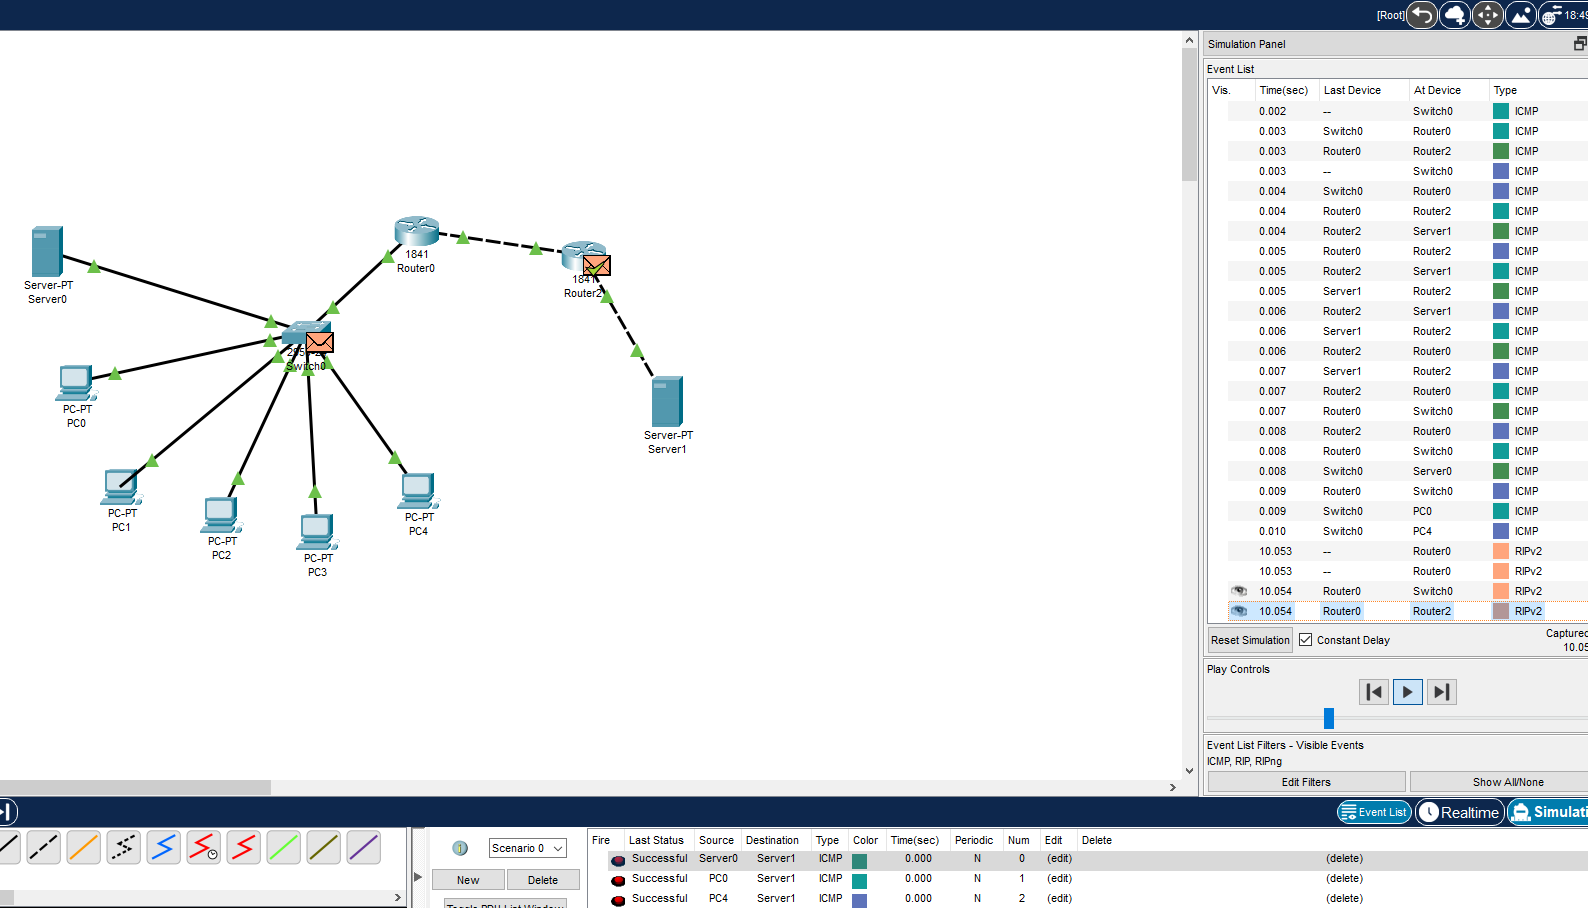 [Root]
18:49
Simulation Panel
Event List
Vis. Time(sec) Last Device At Device Type
0.002 -- Switch0 ICMP
0.003 Switch0 Router0 ICMP
0.003 Router0 Router2 ICMP
0.003 -- Switch0 ICMP
0.004 Switch0 Router0 ICMP
0.004 Router0 Router2 ICMP
0.004 Router2 Server1 ICMP
0.005 Router0 Router2 ICMP
0.005 Router2 Server1 ICMP
0.005 Server1 Router2 ICMP
0.006 Router2 Server1 ICMP
0.006 Server1 Router2 ICMP
0.006 Router2 Router0 ICMP
0.007 Server1 Router2 ICMP
0.007 Router2 Router0 ICMP
0.007 Router0 Switch0 ICMP
0.008 Router2 Router0 ICMP
0.008 Router0 Switch0 ICMP
0.008 Switch0 Server0 ICMP
0.009 Router0 Switch0 ICMP
0.009 Switch0 PC0 ICMP
0.010 Switch0 PC4 ICMP
10.053 -- Router0 RIPv2
10.053 -- Router0 RIPv2
10.054 Router0 Switch0 RIPv2
10.054 Router0 Router2 RIPv2
Reset Simulation Constant Delay
Captured
10.05
Play Controls
Event List Filters - Visible Events
ICMP, RIP, RIPng
Edit Filters Show All/None
1841
Router0
1841
Router2
Server-PT
Server0
Switch0
PC-PT
PC0
Server-PT
Server1
PC-PT
PC1
PC-PT
PC2
PC-PT
PC3
PC-PT
PC4
Event List Realtime Simulati
Scenario 0
New Delete
Toggle PDU List Window
Fire Last Status Source Destination Type Color Time(sec) Periodic Num Edit Delete
Successful Server0 Server1 ICMP 0.000 N 0 (edit) (delete)
Successful PC0 Server1 ICMP 0.000 N 1 (edit) (delete)
Successful PC4 Server1 ICMP 0.000 N 2 (edit) (delete)